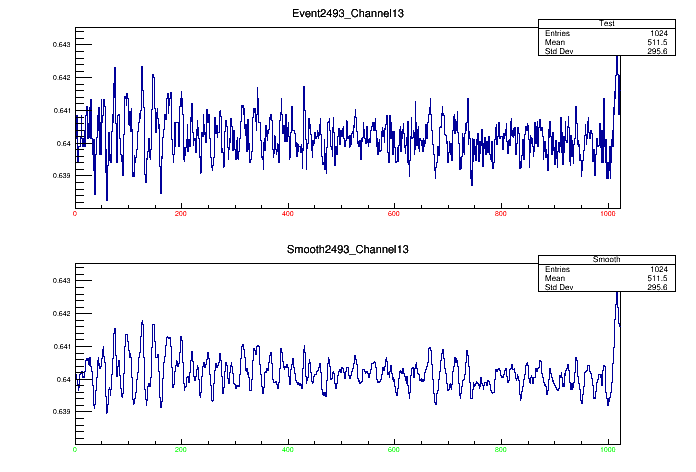 Event2493_Channel13
Test
Entries 1024
Mean 511.5
Std Dev 295.6
0.643
0.642
0.641
0.64
0.639
0 200 400 600 800 1000
Smooth2493_Channel13
Smooth
Entries 1024
Mean 511.5
Std Dev 295.6
0.643
0.642
0.641
0.64
0.639
0 200 400 600 800 1000